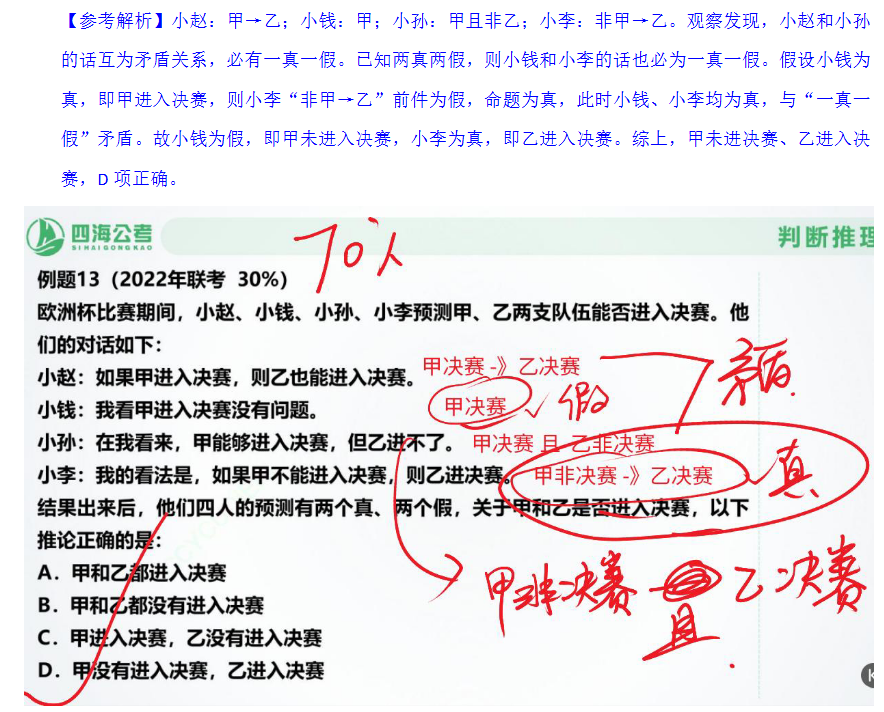 【参考解析】小赵：甲→乙；小钱：甲；小孙：甲且非乙；小李：非甲→乙。观察发现，小赵和小孙
的话互为矛盾关系，必有一真一假。已知两真两假，则小钱和小李的话也必为一真一假。假设小钱为
真，即甲进入决赛，则小李“非甲→乙”前件为假，命题为真，此时小钱、小李均为真，与“一真一
假”矛盾。故小钱为假，即甲未进入决赛，小李为真，即乙进入决赛。综上，甲未进决赛、乙进入决
赛，D 项正确。
四海公考
SIHAIGONGKAO
判断推理
70%人
例题13（2022年联考 30%）
欧洲杯比赛期间，小赵、小钱、小孙、小李预测甲、乙两支队伍能否进入决赛。他
们的对话如下：
小赵：如果甲进入决赛，则乙也能进入决赛。 甲决赛 -》乙决赛
矛盾
小钱：我看甲进入决赛没有问题。 甲决赛 假
小孙：在我看来，甲能够进入决赛，但乙进不了。 甲决赛 且 乙非决赛
小李：我的看法是，如果甲不能进入决赛，则乙进决赛。 甲非决赛 -》乙决赛 真
结果出来后，他们四人的预测有两个真、两个假，关于甲和乙是否进入决赛，以下
推论正确的是：
甲非决赛 且 乙决赛
A．甲和乙都进入决赛
B．甲和乙都没有进入决赛
C．甲进入决赛，乙没有进入决赛
D．甲没有进入决赛，乙进入决赛